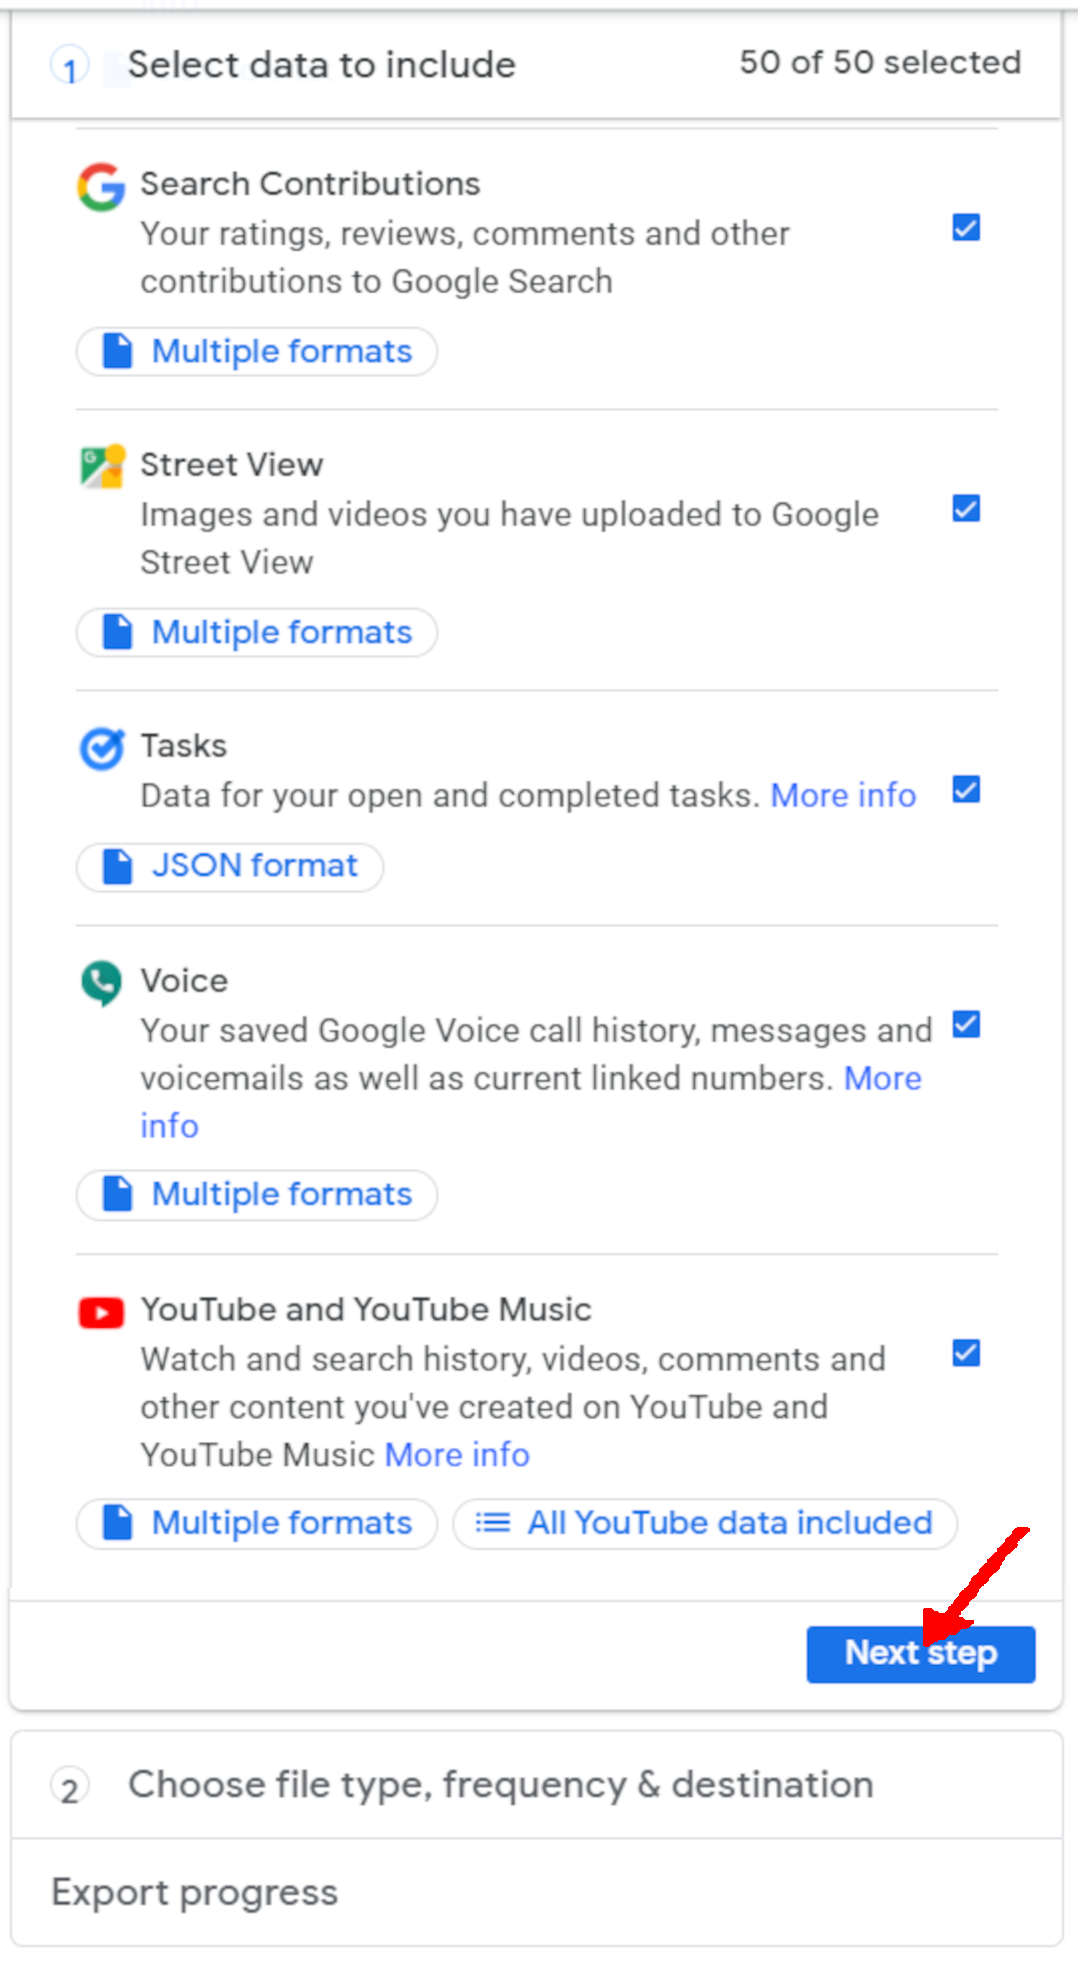 1 Select data to include 50 of 50 selected
Search Contributions
Your ratings, reviews, comments and other
contributions to Google Search
Multiple formats
Street View
Images and videos you have uploaded to Google
Street View
Multiple formats
Tasks
Data for your open and completed tasks. More info
JSON format
Voice
Your saved Google Voice call history, messages and
voicemails as well as current linked numbers. More
info
Multiple formats
YouTube and YouTube Music
Watch and search history, videos, comments and
other content you've created on YouTube and
YouTube Music More info
Multiple formats All YouTube data included
Next step
2 Choose file type, frequency & destination
Export progress